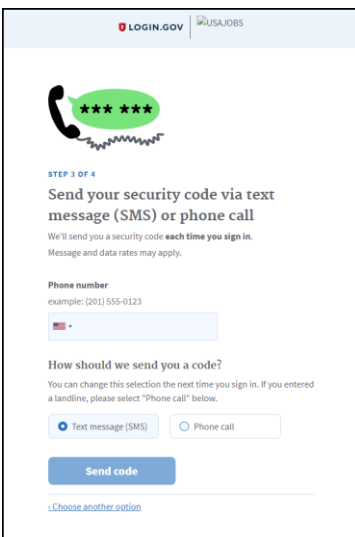 LOGIN.GOV USAJOBS
*** ***
STEP 3 OF 4
Send your security code via text
message (SMS) or phone call
We'll send you a security code each time you sign in.
Message and data rates may apply.
Phone number
example: (201) 555-0123
How should we send you a code?
You can change this selection the next time you sign in. If you entered
a landline, please select "Phone call" below.
Text message (SMS) Phone call
Send code
‹ Choose another option